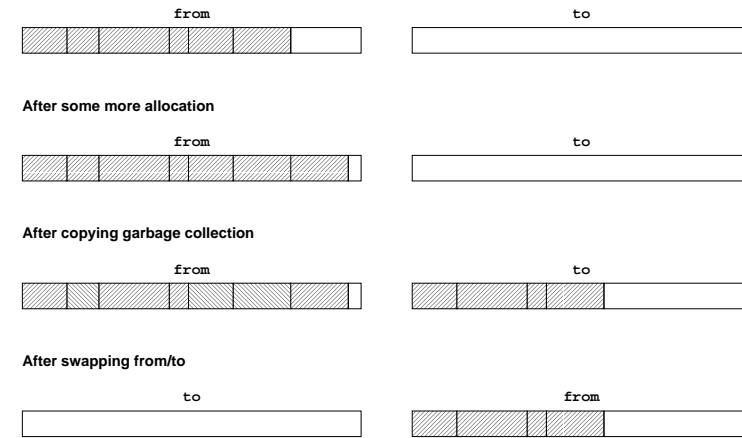 from to
After some more allocation
from to
After copying garbage collection
from to
After swapping from/to
to from